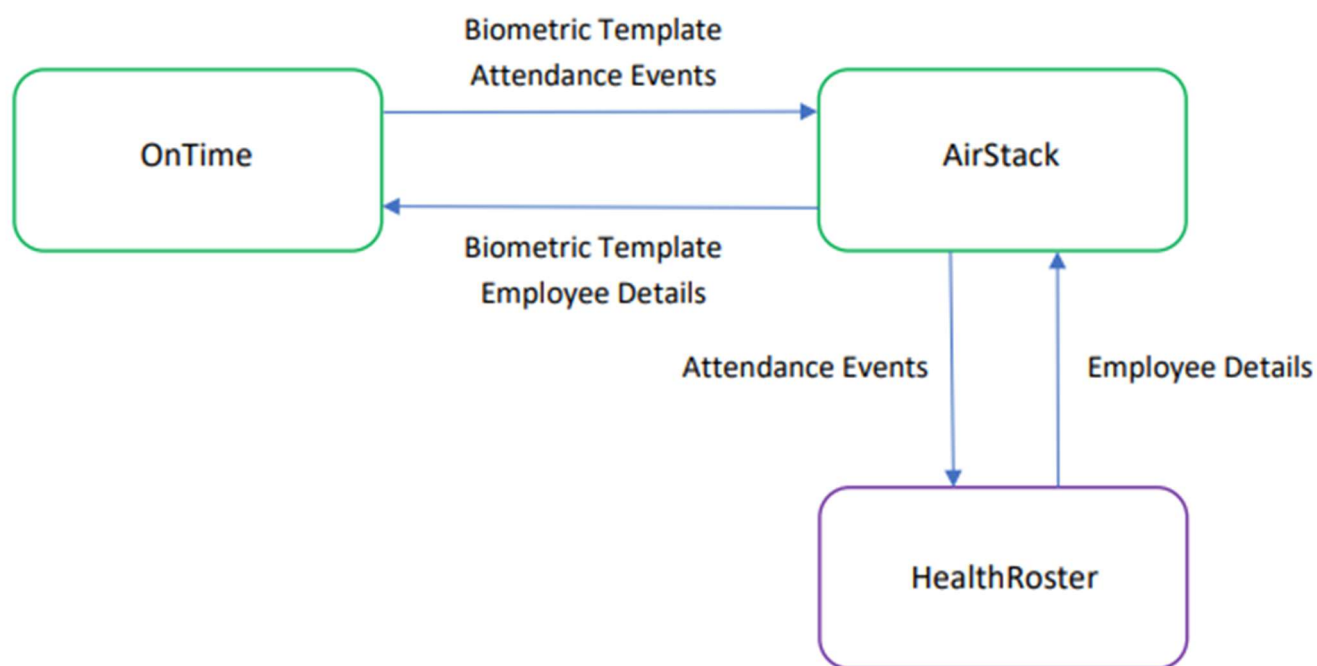 Biometric Template
Attendance Events
OnTime
AirStack
Biometric Template
Employee Details
Attendance Events
Employee Details
HealthRoster